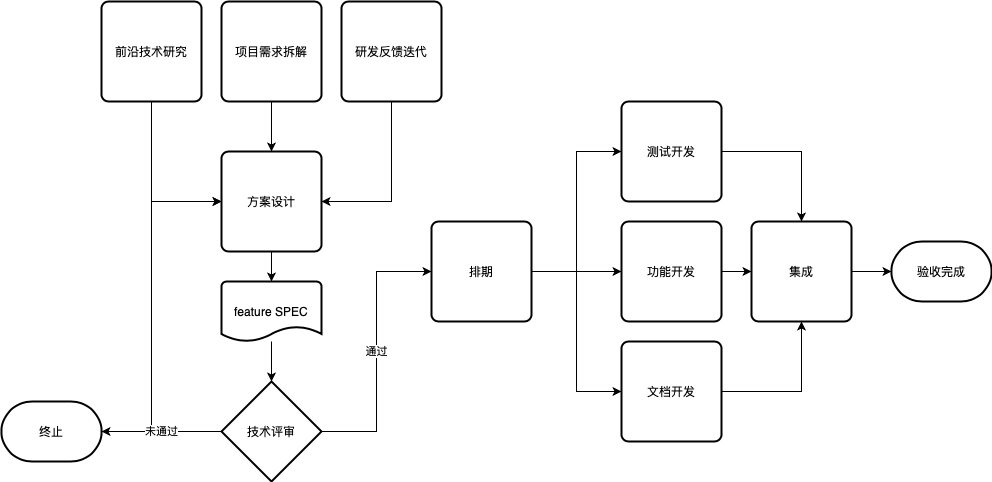 前沿技术研究
项目需求拆解
研发反馈迭代
方案设计
feature SPEC
技术评审
未通过
终止
通过
排期
测试开发
功能开发
文档开发
集成
验收完成